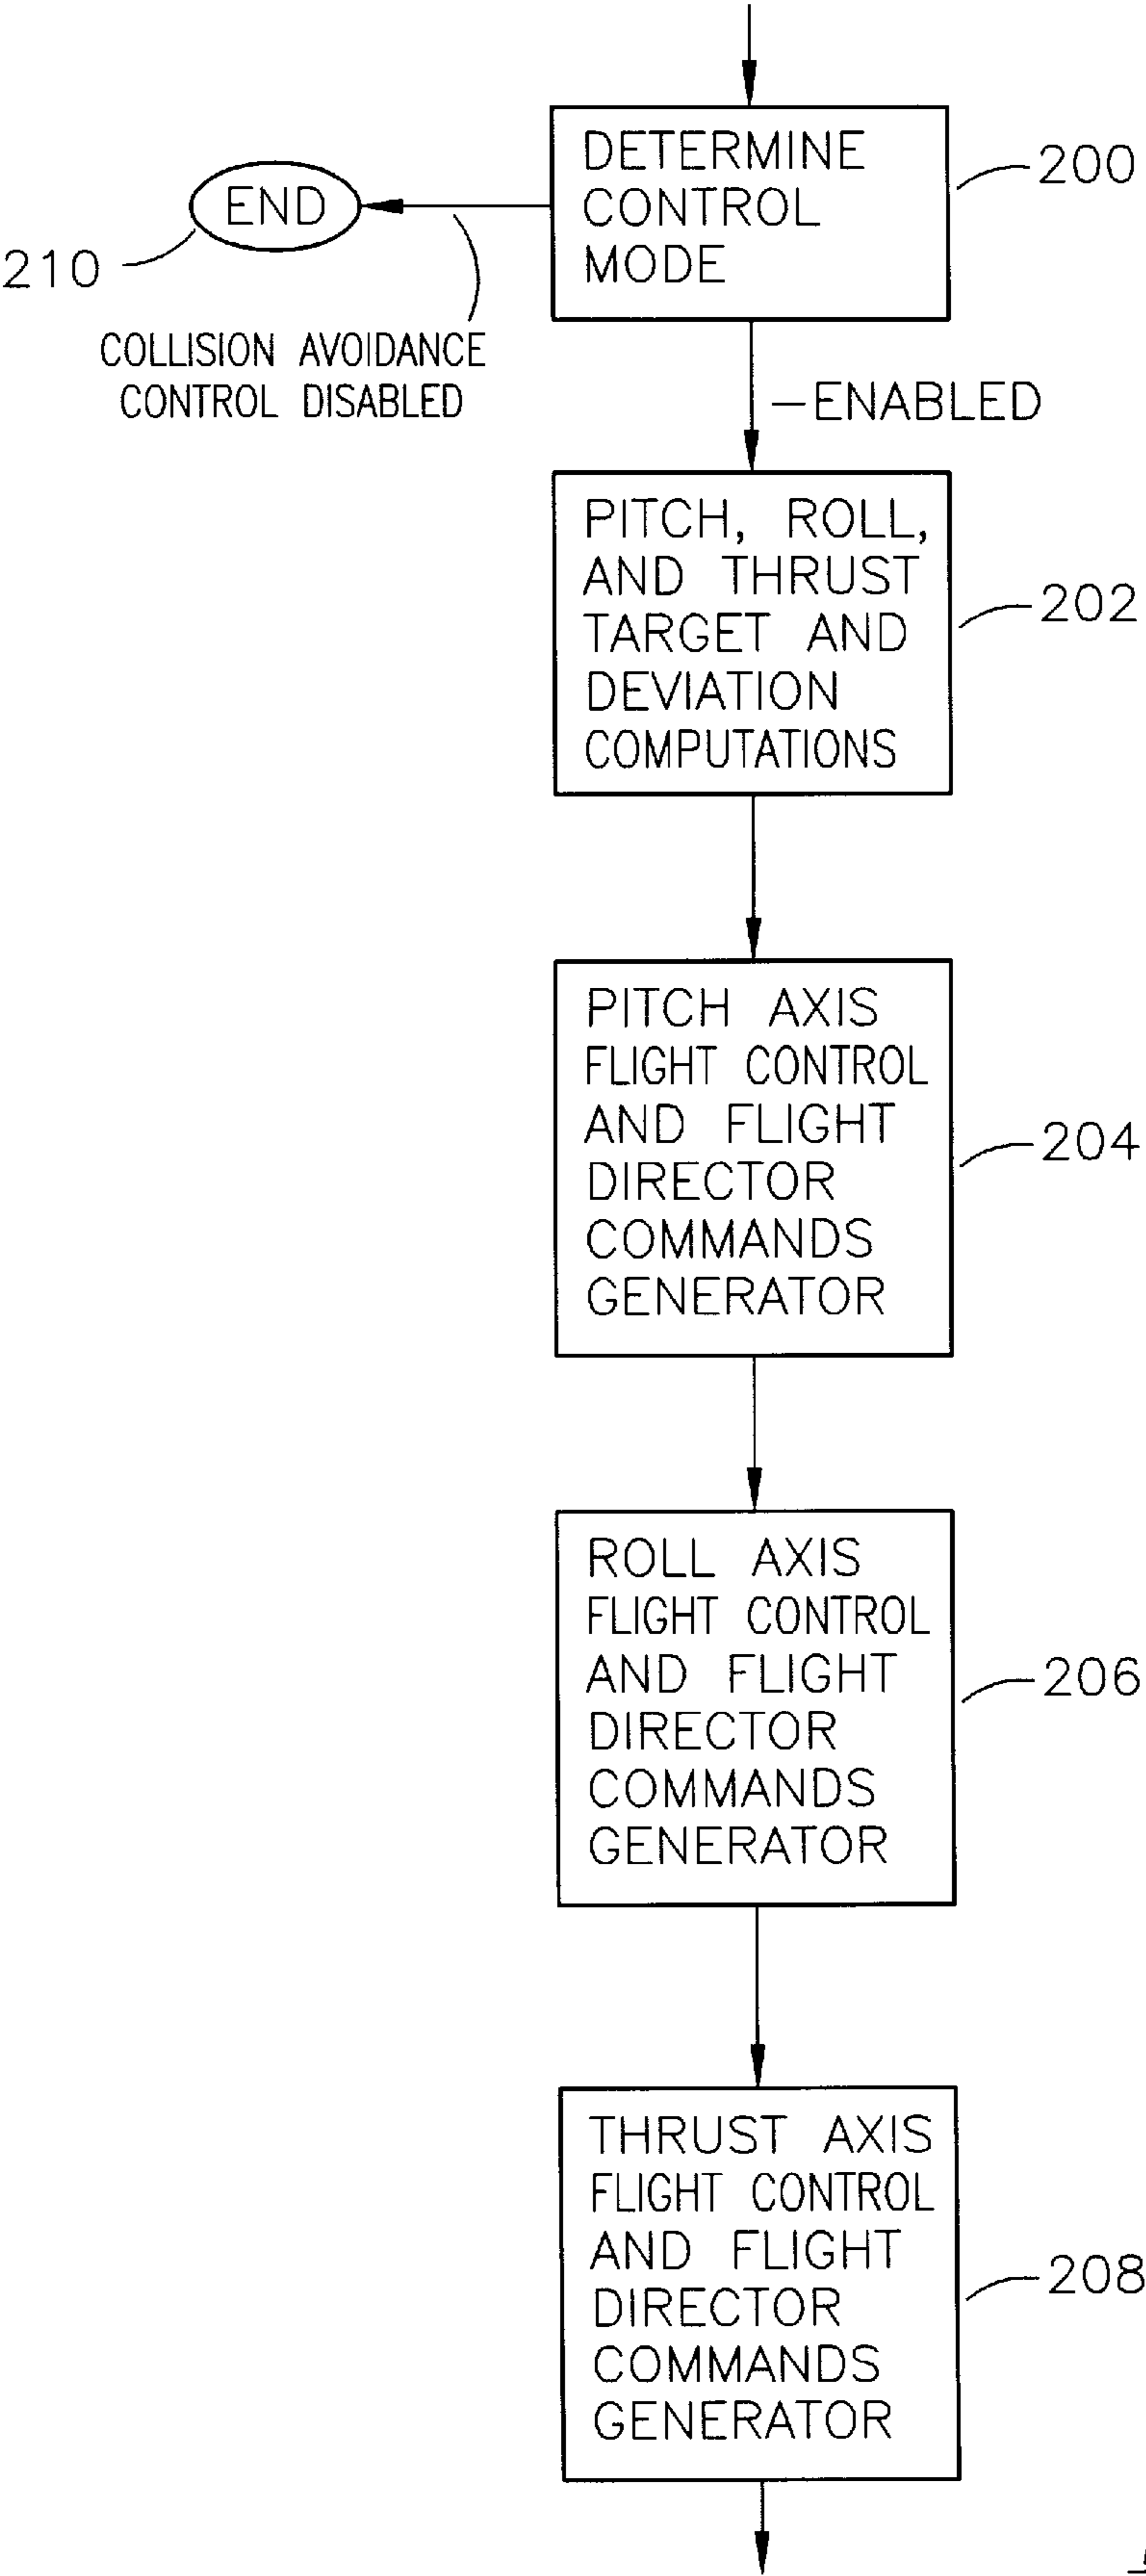 DETERMINE
CONTROL
MODE
200
END
210
COLLISION AVOIDANCE
CONTROL DISABLED
—ENABLED
PITCH, ROLL,
AND THRUST
TARGET AND
DEVIATION
COMPUTATIONS
202
PITCH AXIS
FLIGHT CONTROL
AND FLIGHT
DIRECTOR
COMMANDS
GENERATOR
204
ROLL AXIS
FLIGHT CONTROL
AND FLIGHT
DIRECTOR
COMMANDS
GENERATOR
206
THRUST AXIS
FLIGHT CONTROL
AND FLIGHT
DIRECTOR
COMMANDS
GENERATOR
208